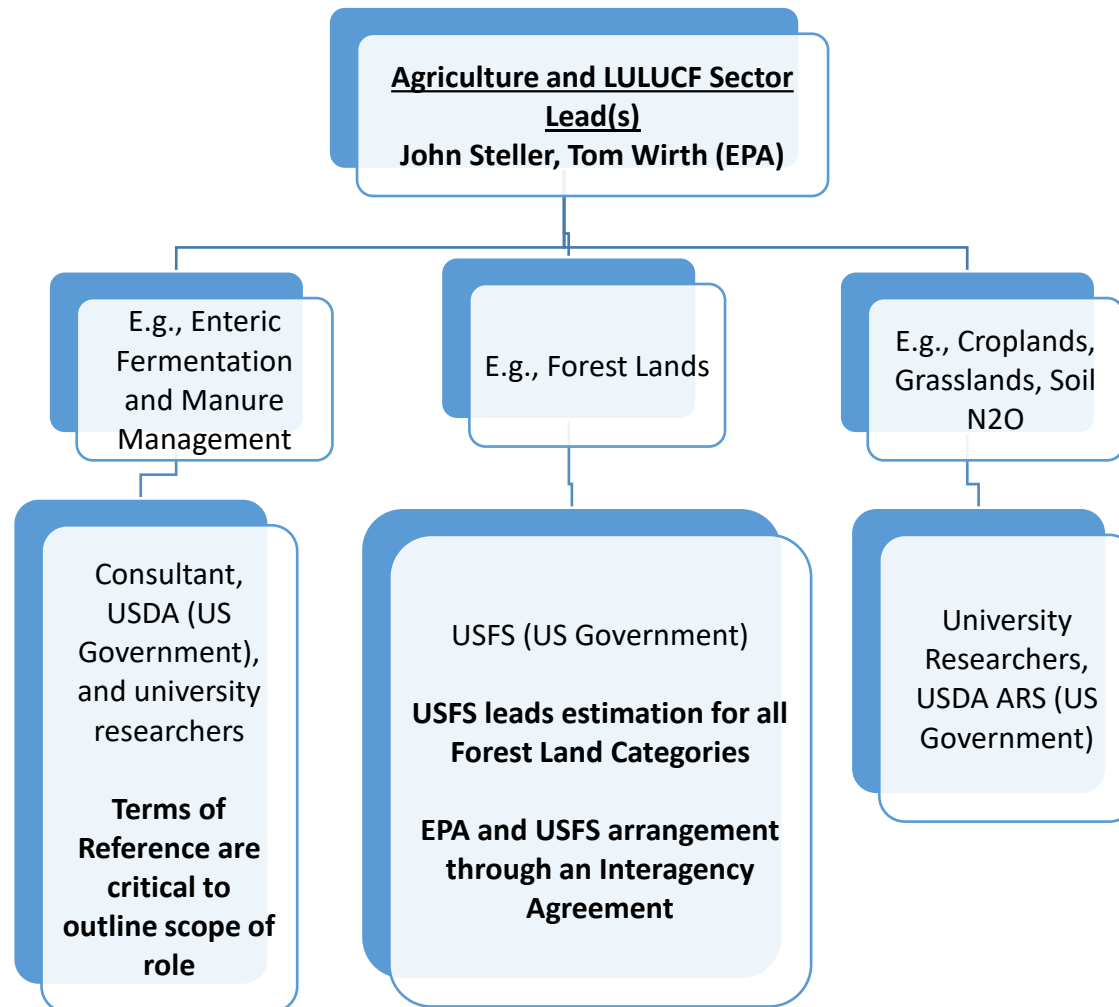 Agriculture and LULUCF Sector
Lead(s)
John Steller, Tom Wirth (EPA)
E.g., Enteric
Fermentation
and Manure
Management
E.g., Forest Lands
E.g., Croplands,
Grasslands, Soil
N2O
Consultant,
USDA (US
Government),
and university
researchers
Terms of
Reference are
critical to
outline scope of
role
USFS (US Government)
USFS leads estimation for all
Forest Land Categories
EPA and USFS arrangement
through an Interagency
Agreement
University
Researchers,
USDA ARS (US
Government)